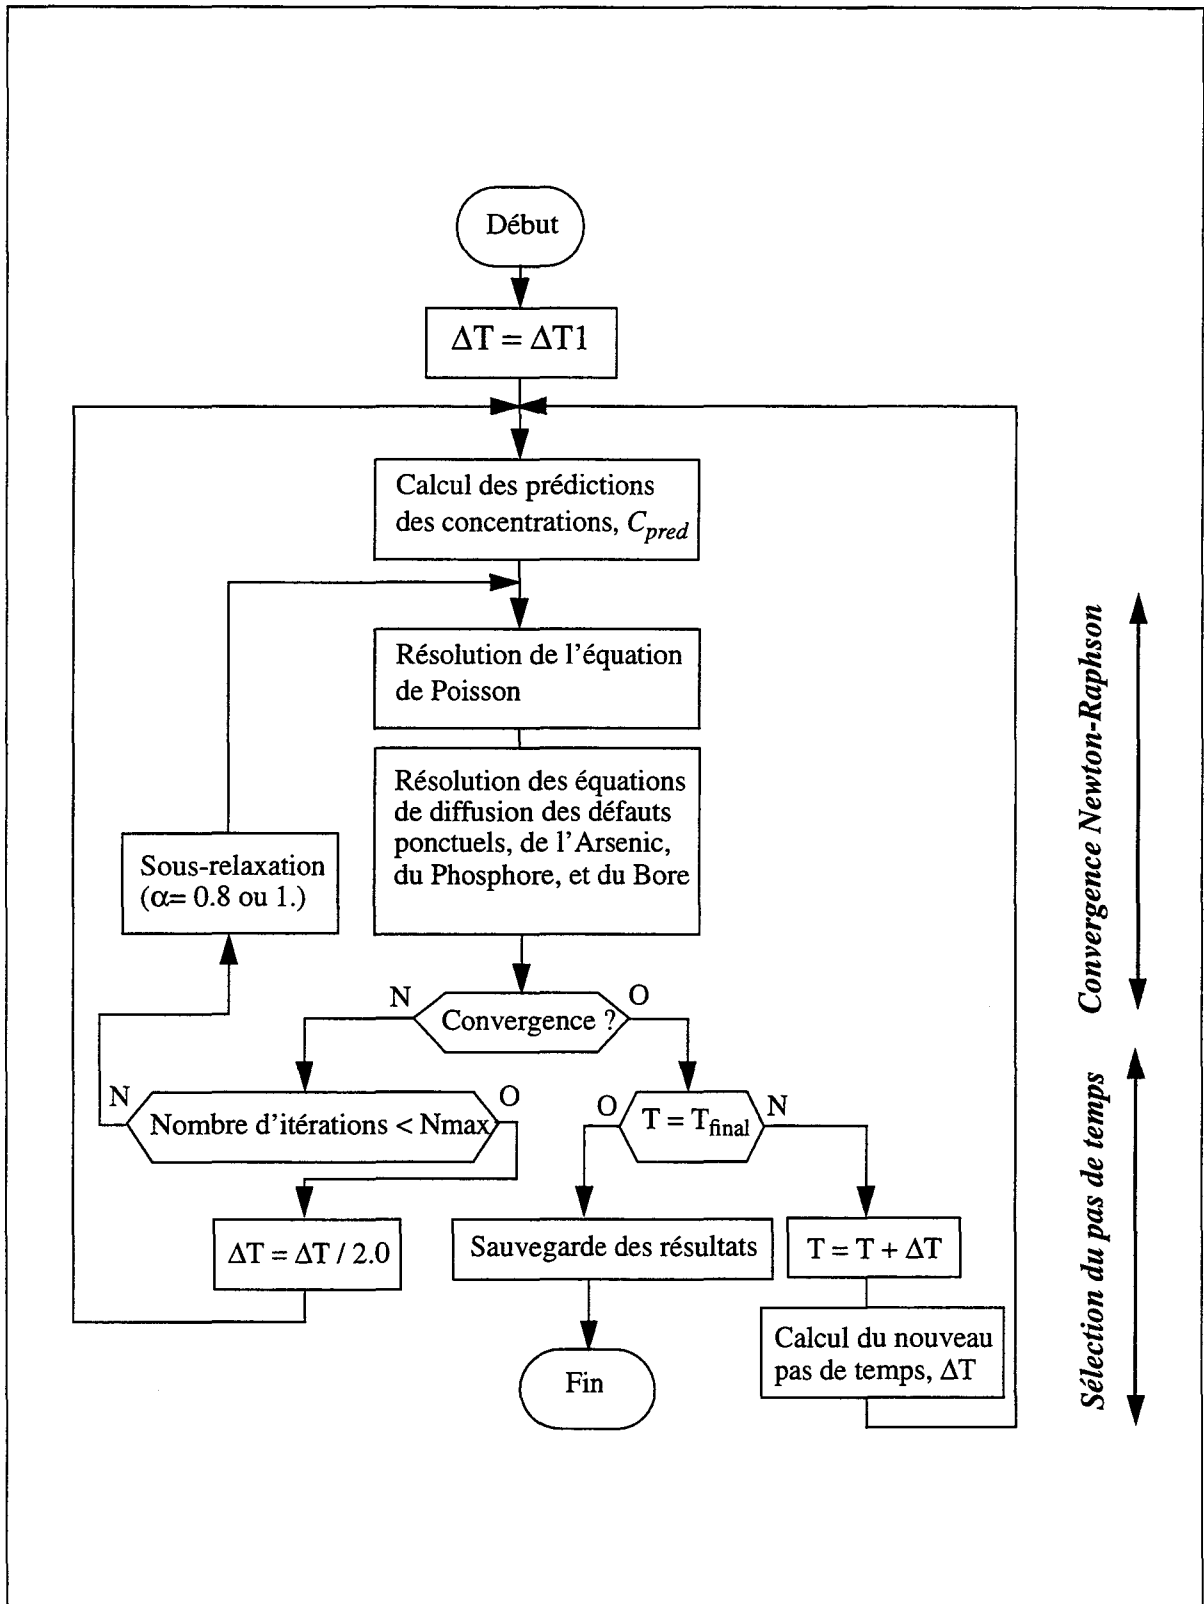 Début
ΔT = ΔT1
Calcul des prédictions
des concentrations, C_pred
Résolution de l'équation
de Poisson
Résolution des équations
de diffusion des défauts
ponctuels, de l'Arsenic,
du Phosphore, et du Bore
Sous-relaxation
(α= 0.8 ou 1.)
N
O
Convergence ?
N
O
Nombre d'itérations < Nmax
O
N
T = T_final
ΔT = ΔT / 2.0
Sauvegarde des résultats
T = T + ΔT
Calcul du nouveau
pas de temps, ΔT
Fin
Convergence Newton-Raphson
Sélection du pas de temps